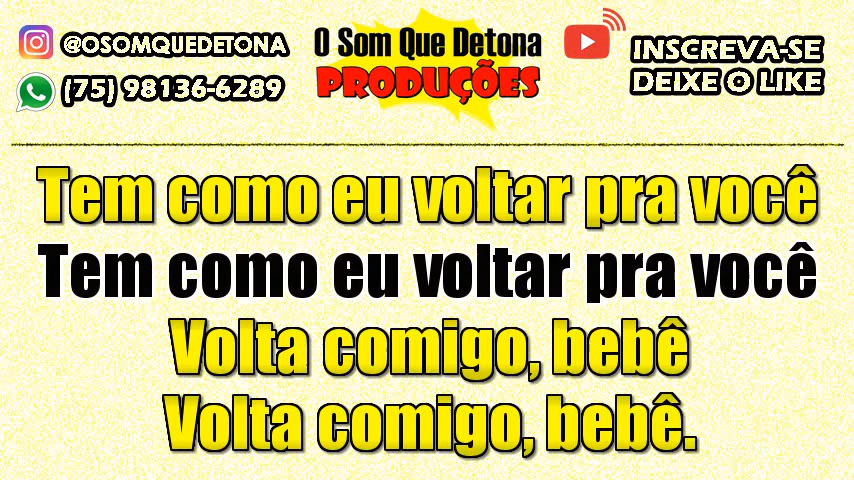 @OSOMQUEDETONA
(75) 98136-6289
O Som Que Detona
PRODUÇÕES
INSCREVA-SE
DEIXE O LIKE
Tem como eu voltar pra você
Tem como eu voltar pra você
Volta comigo, bebê
Volta comigo, bebê.